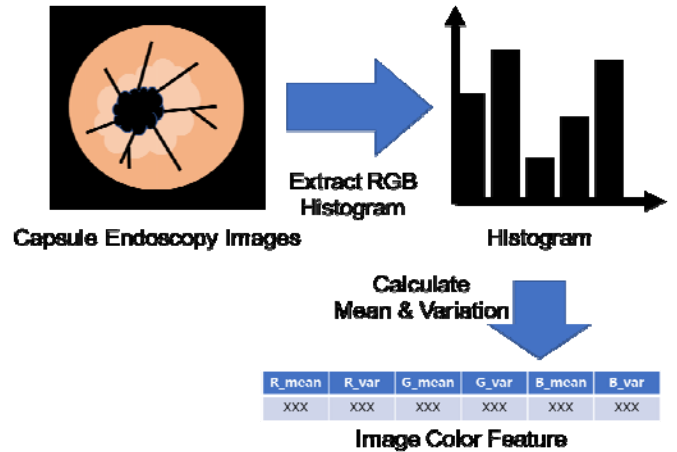 Extract RGB
Histogram
Capsule Endoscopy Images
Histogram
Calculate
Mean & Variation
R_mean R_var G_mean G_var B_mean B_var
XXX XXX XXX XXX XXX XXX
Image Color Feature